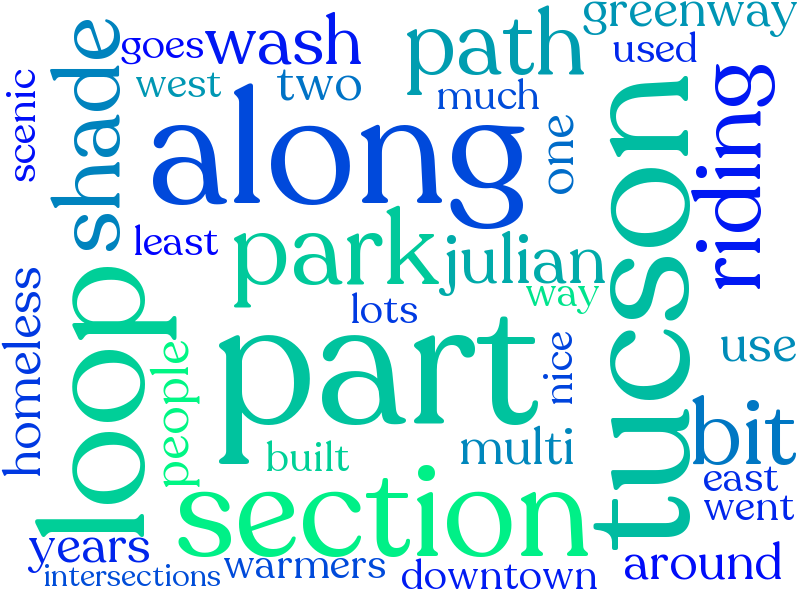 greenway
goes
wash
path
used
west
two
much
scenic
shade
along
one
tucson
riding
least
park
julian
way
lots
homeless
loop
people
part
nice
use
built
multi
bit
section
east
went
years
intersections
warmers
downtown
around